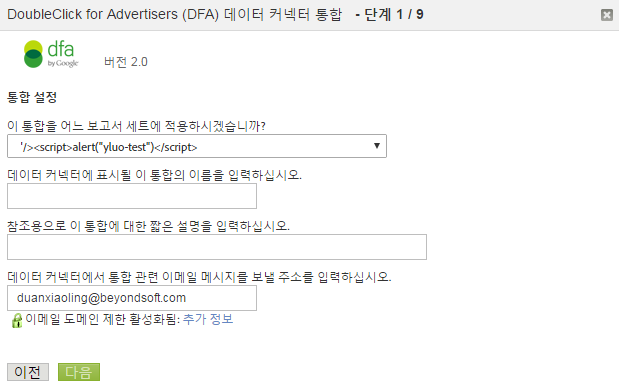 DoubleClick for Advertisers (DFA) 데이터 커넥터 통합 - 단계 1 / 9
dfa
by Google
버전 2.0
통합 설정
이 통합을 어느 보고서 세트에 적용하시겠습니까?
'/><script>alert("yluo-test")</script>
데이터 커넥터에 표시될 이 통합의 이름을 입력하십시오.
참조용으로 이 통합에 대한 짧은 설명을 입력하십시오.
데이터 커넥터에서 통합 관련 이메일 메시지를 보낼 주소를 입력하십시오.
duanxiaoling@beyondsoft.com
이메일 도메인 제한 활성화됨: 추가 정보
이전 다음